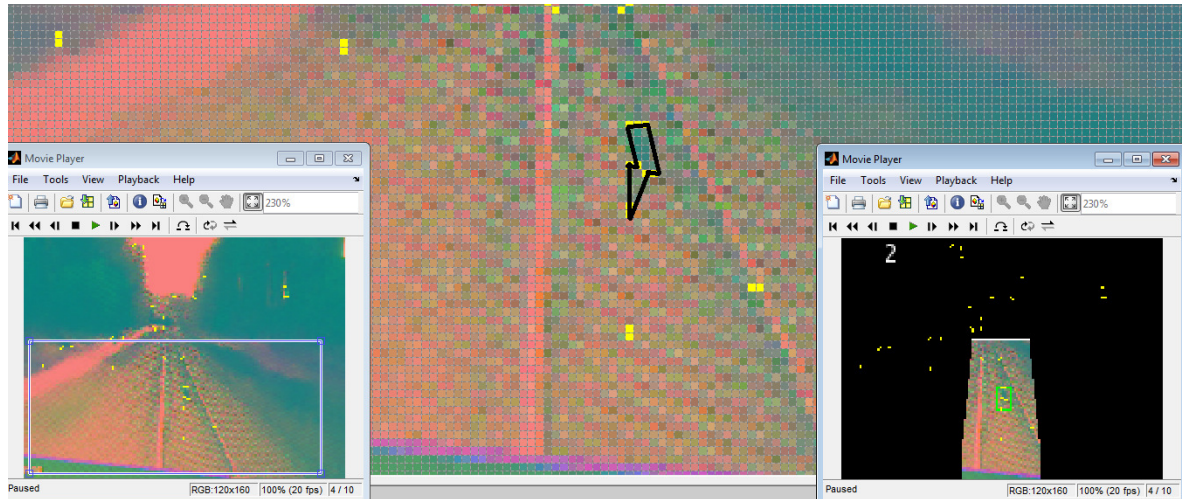 Movie Player
File Tools View Playback Help
230%
Paused
RGB:120x160 100% (20 fps) 4 / 10
Movie Player
File Tools View Playback Help
230%
2
Paused
RGB:120x160 100% (20 fps) 4 / 10